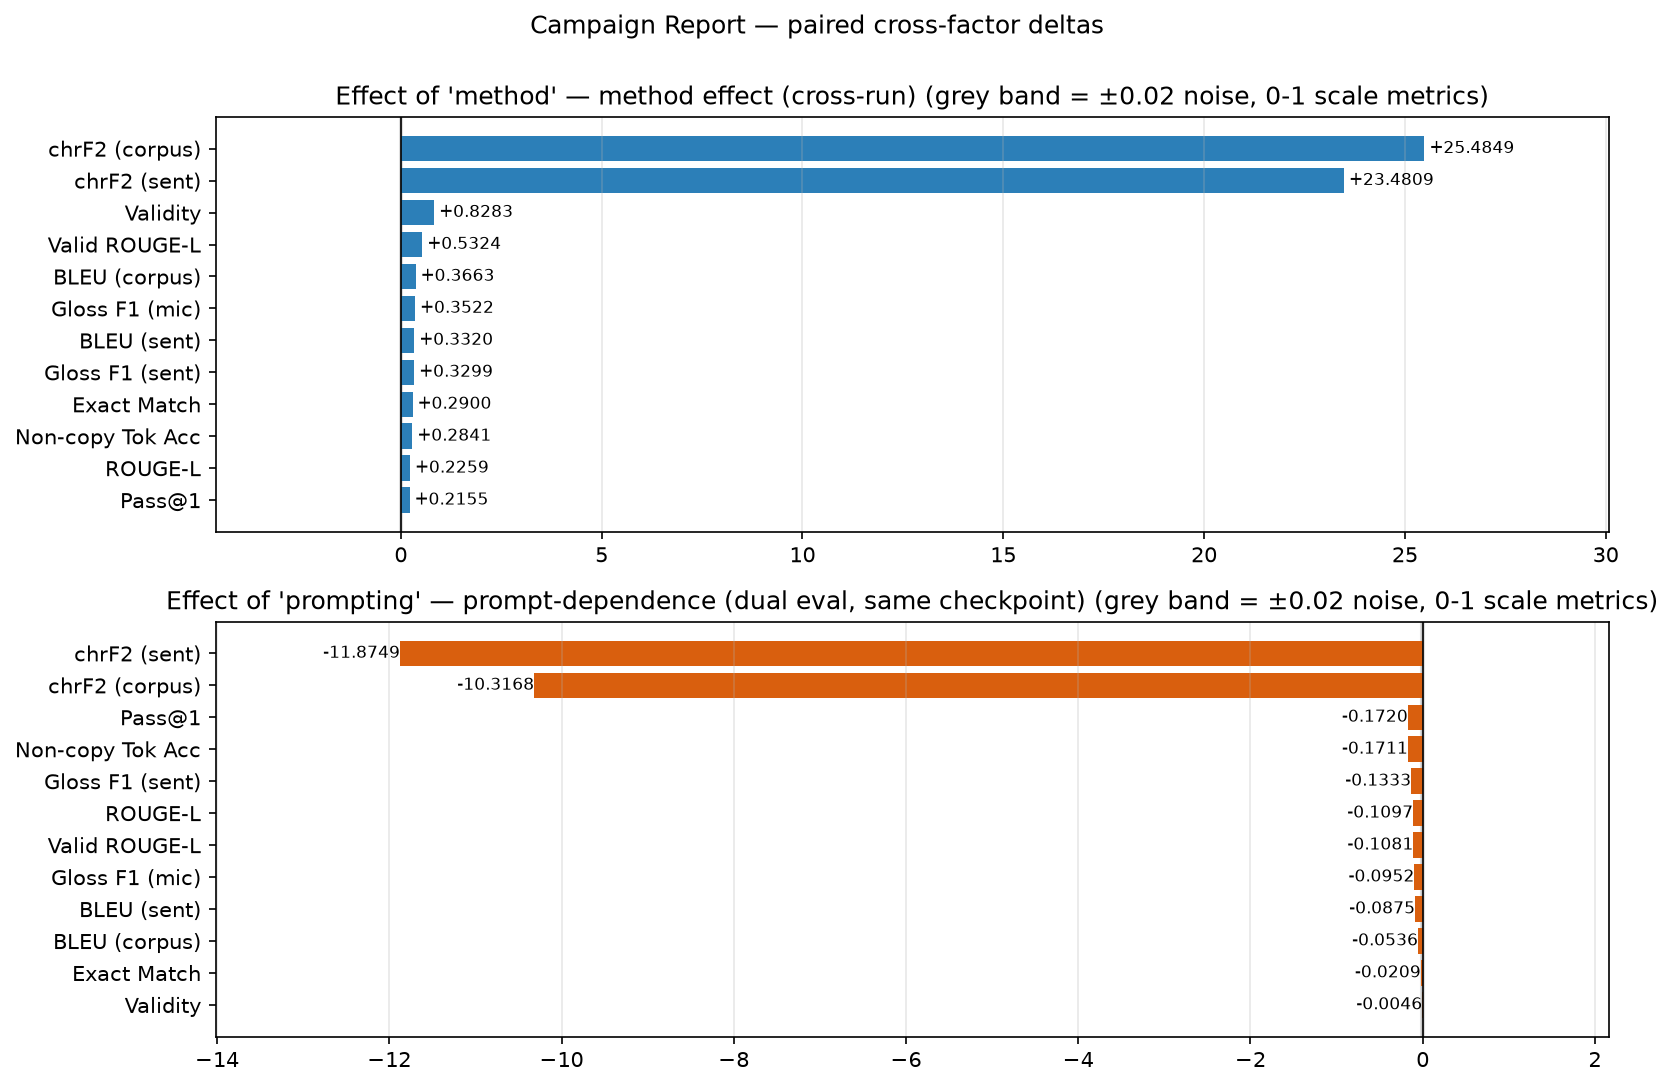 Campaign Report — paired cross-factor deltas
Effect of 'method' — method effect (cross-run) (grey band = ±0.02 noise, 0-1 scale metrics)
chrF2 (corpus) +25.4849
chrF2 (sent) +23.4809
Validity +0.8283
Valid ROUGE-L +0.5324
BLEU (corpus) +0.3663
Gloss F1 (mic) +0.3522
BLEU (sent) +0.3320
Gloss F1 (sent) +0.3299
Exact Match +0.2900
Non-copy Tok Acc +0.2841
ROUGE-L +0.2259
Pass@1 +0.2155
0 5 10 15 20 25 30
Effect of 'prompting' — prompt-dependence (dual eval, same checkpoint) (grey band = ±0.02 noise, 0-1 scale metrics)
chrF2 (sent) -11.8749
chrF2 (corpus) -10.3168
Pass@1 -0.1720
Non-copy Tok Acc -0.1711
Gloss F1 (sent) -0.1333
ROUGE-L -0.1097
Valid ROUGE-L -0.1081
Gloss F1 (mic) -0.0952
BLEU (sent) -0.0875
BLEU (corpus) -0.0536
Exact Match -0.0209
Validity -0.0046
−14 −12 −10 −8 −6 −4 −2 0 2